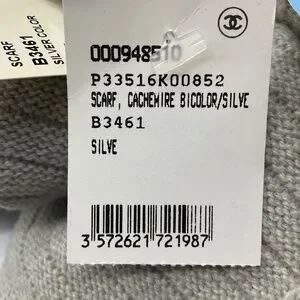 SCARF
B3461
SILVER COLOR
000948510
P33516K00852
SCARF, CACHEMIRE BICOLOR/SILVE
B3461
SILVE
3 572621 721987